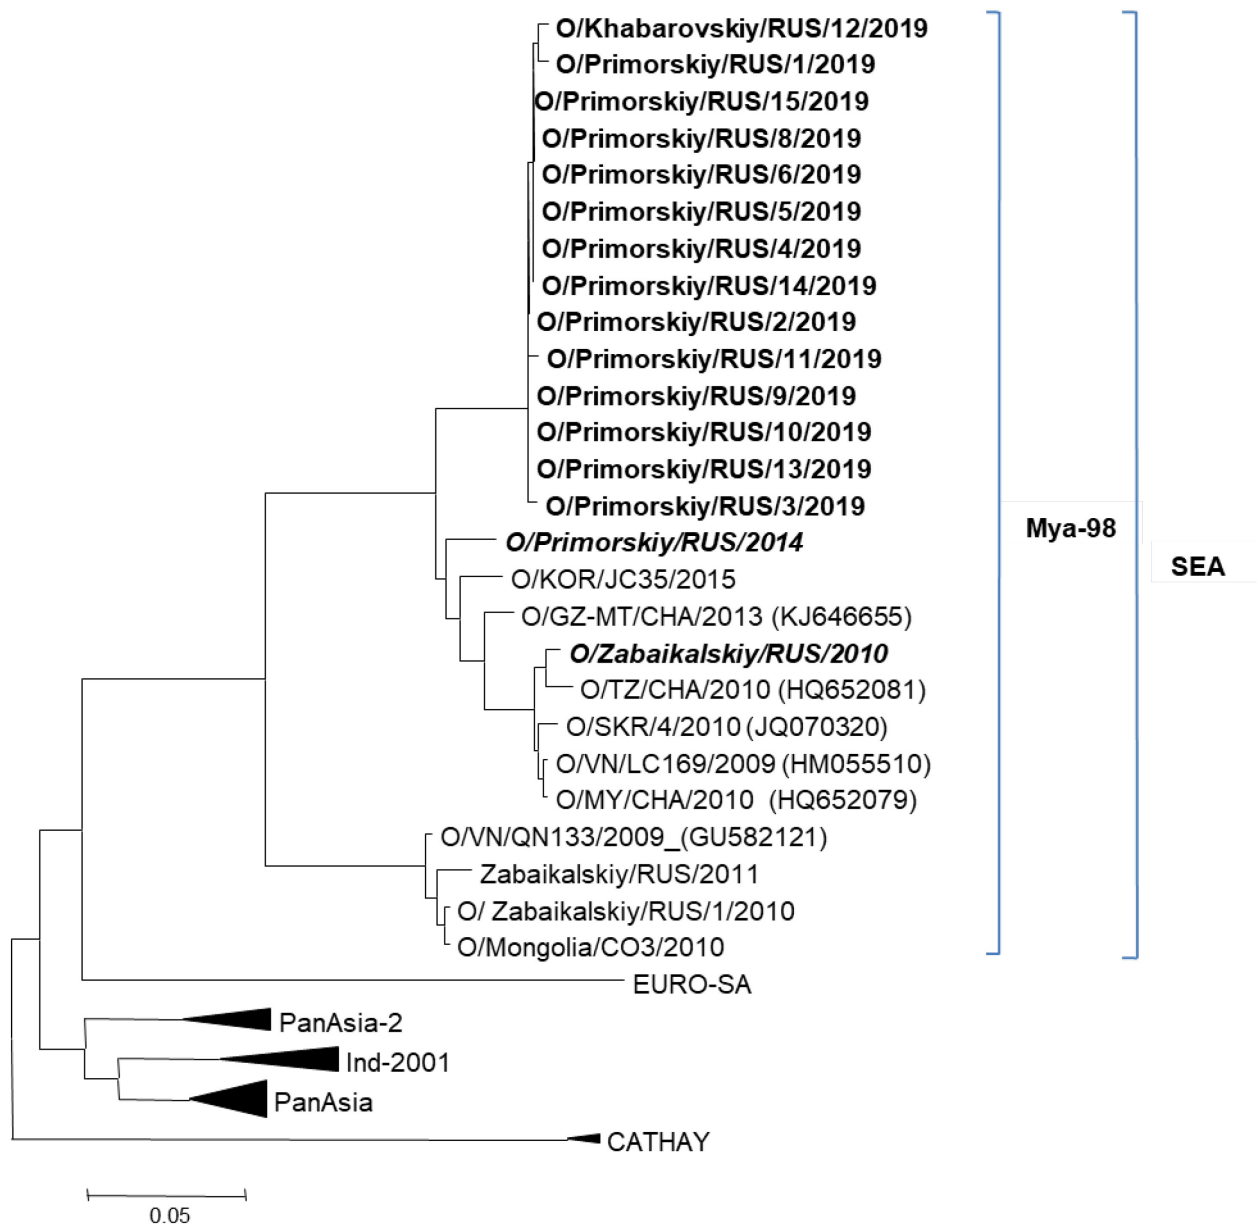 O/Khabarovskiy/RUS/12/2019
O/Primorskiy/RUS/1/2019
O/Primorskiy/RUS/15/2019
O/Primorskiy/RUS/8/2019
O/Primorskiy/RUS/6/2019
O/Primorskiy/RUS/5/2019
O/Primorskiy/RUS/4/2019
O/Primorskiy/RUS/14/2019
O/Primorskiy/RUS/2/2019
O/Primorskiy/RUS/11/2019
O/Primorskiy/RUS/9/2019
O/Primorskiy/RUS/10/2019
O/Primorskiy/RUS/13/2019
O/Primorskiy/RUS/3/2019
O/Primorskiy/RUS/2014
O/KOR/JC35/2015
O/GZ-MT/CHA/2013 (KJ646655)
O/Zabaikalskiy/RUS/2010
O/TZ/CHA/2010 (HQ652081)
O/SKR/4/2010 (JQ070320)
O/VN/LC169/2009 (HM055510)
O/MY/CHA/2010 (HQ652079)
O/VN/QN133/2009_(GU582121)
Zabaikalskiy/RUS/2011
O/ Zabaikalskiy/RUS/1/2010
O/Mongolia/CO3/2010
EURO-SA
PanAsia-2
Ind-2001
PanAsia
CATHAY
0.05
Mya-98
SEA